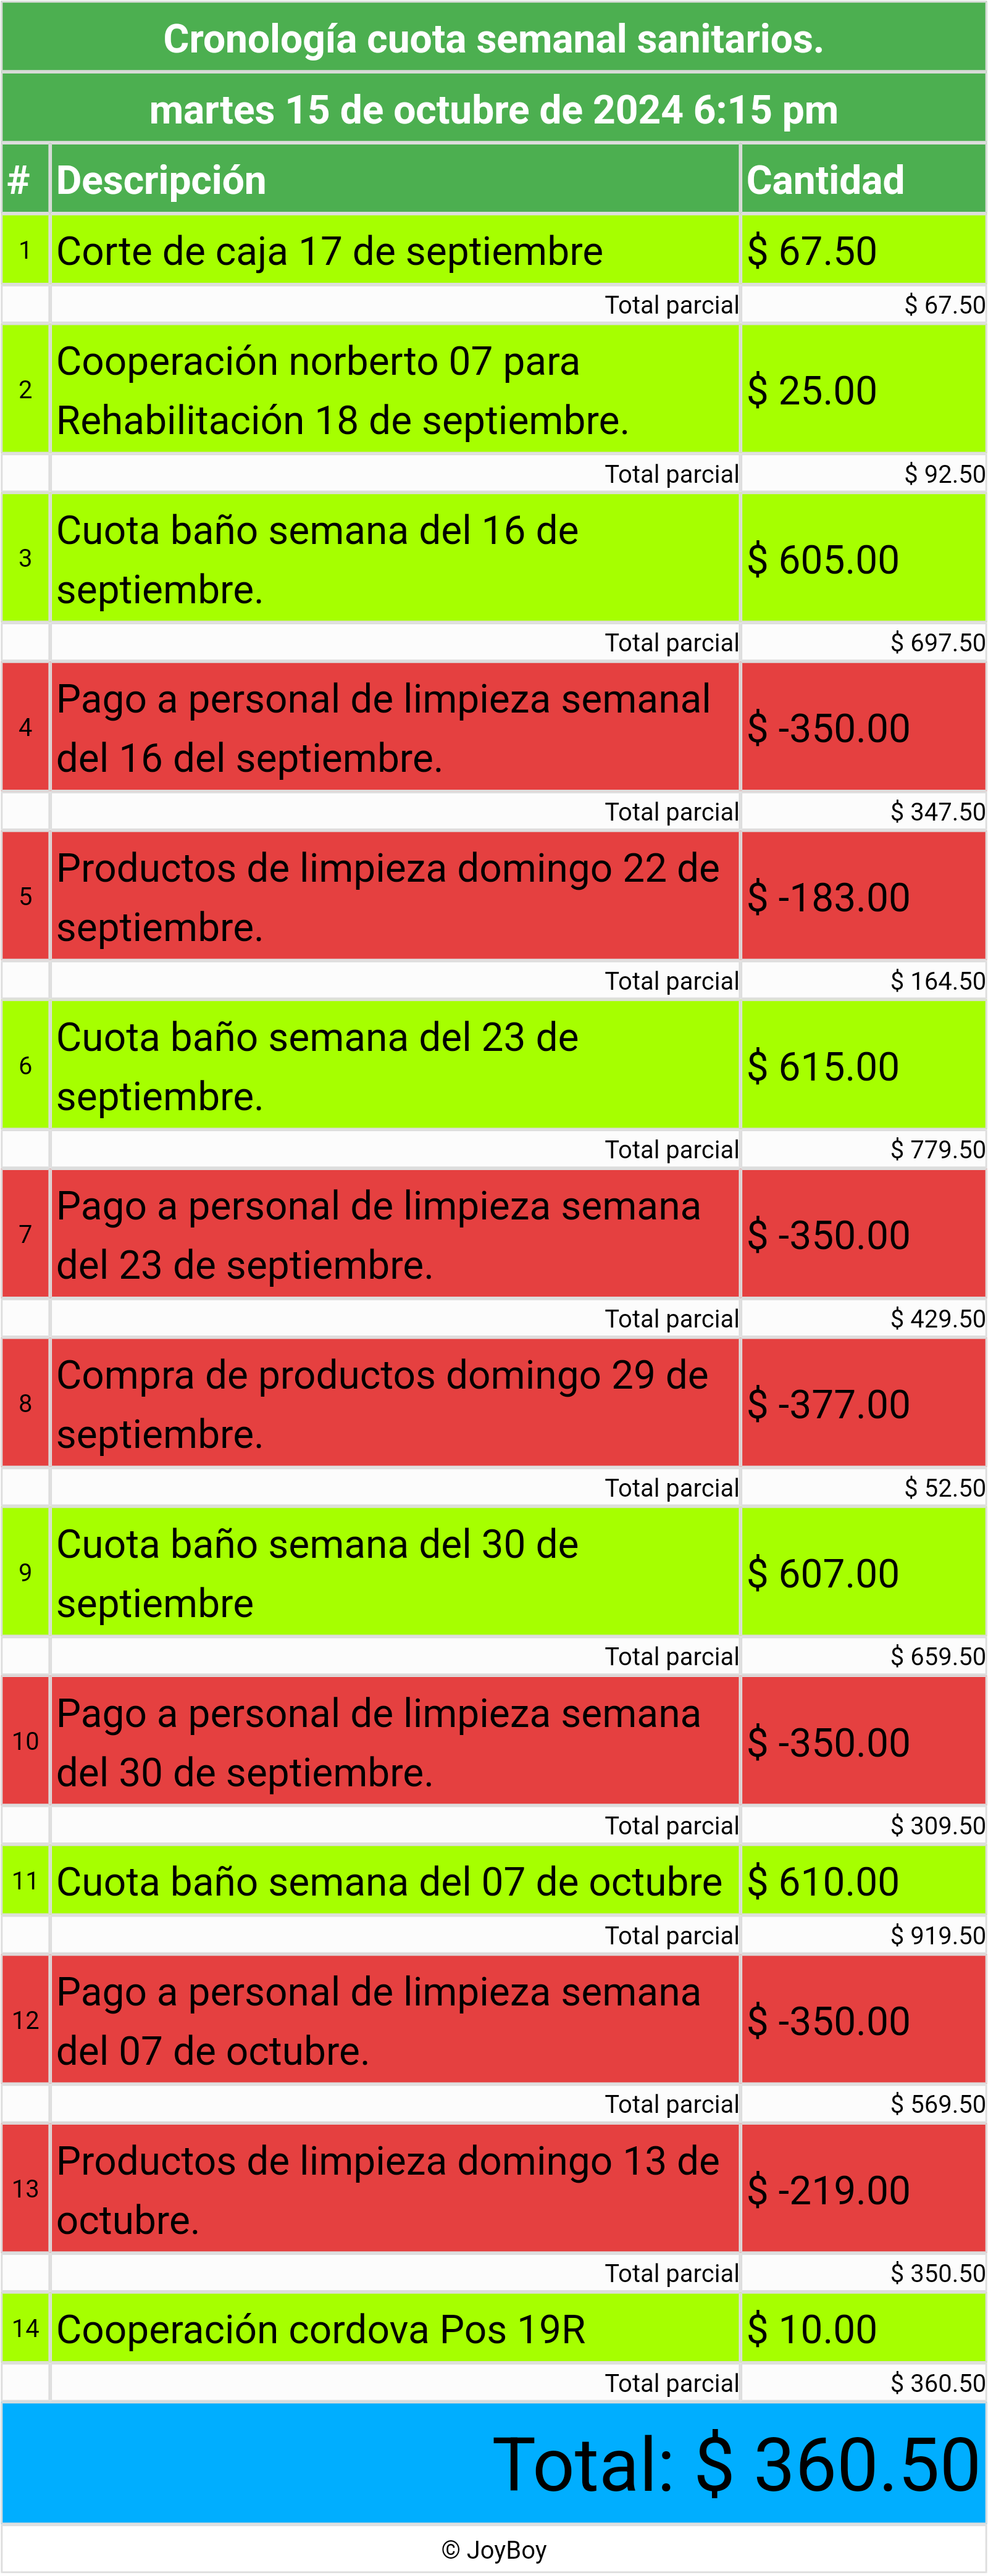 Cronología cuota semanal sanitarios.
martes 15 de octubre de 2024 6:15 pm
# Descripción Cantidad
1 Corte de caja 17 de septiembre $ 67.50
Total parcial $ 67.50
Cooperación norberto 07 para
2 $ 25.00
Rehabilitación 18 de septiembre.
Total parcial $ 92.50
Cuota baño semana del 16 de
3 $ 605.00
septiembre.
Total parcial $ 697.50
Pago a personal de limpieza semanal
4 $ -350.00
del 16 del septiembre.
Total parcial $ 347.50
Productos de limpieza domingo 22 de
5 $ -183.00
septiembre.
Total parcial $ 164.50
Cuota baño semana del 23 de
6 $ 615.00
septiembre.
Total parcial $ 779.50
Pago a personal de limpieza semana
7 $ -350.00
del 23 de septiembre.
Total parcial $ 429.50
Compra de productos domingo 29 de
8 $ -377.00
septiembre.
Total parcial $ 52.50
Cuota baño semana del 30 de
9 $ 607.00
septiembre
Total parcial $ 659.50
Pago a personal de limpieza semana
10 $ -350.00
del 30 de septiembre.
Total parcial $ 309.50
11 Cuota baño semana del 07 de octubre $ 610.00
Total parcial $ 919.50
Pago a personal de limpieza semana
12 $ -350.00
del 07 de octubre.
Total parcial $ 569.50
Productos de limpieza domingo 13 de
13 $ -219.00
octubre.
Total parcial $ 350.50
14 Cooperación cordova Pos 19R $ 10.00
Total parcial $ 360.50
Total: $ 360.50
© JoyBoy